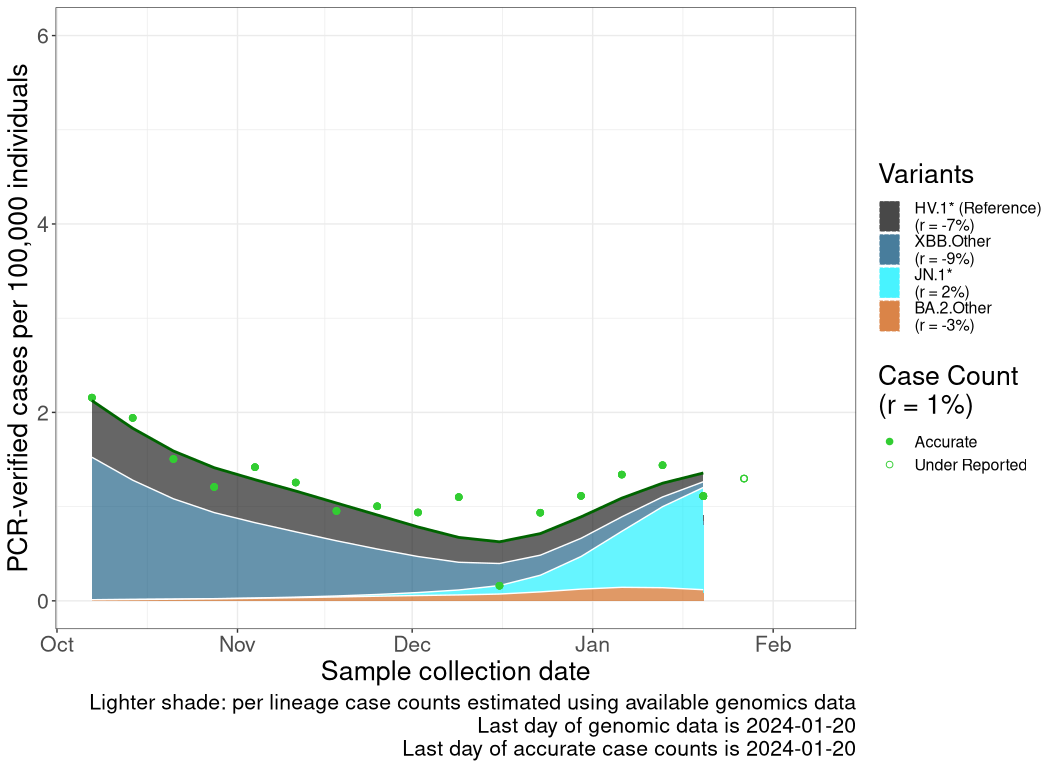 PCR-verified cases per 100,000 individuals
6
4
2
0
Oct
Nov
Dec
Jan
Feb
Sample collection date
Variants
HV.1* (Reference)
(r = -7%)
XBB.Other
(r = -9%)
JN.1*
(r = 2%)
BA.2.Other
(r = -3%)
Case Count
(r = 1%)
Accurate
Under Reported
Lighter shade: per lineage case counts estimated using available genomics data
Last day of genomic data is 2024-01-20
Last day of accurate case counts is 2024-01-20